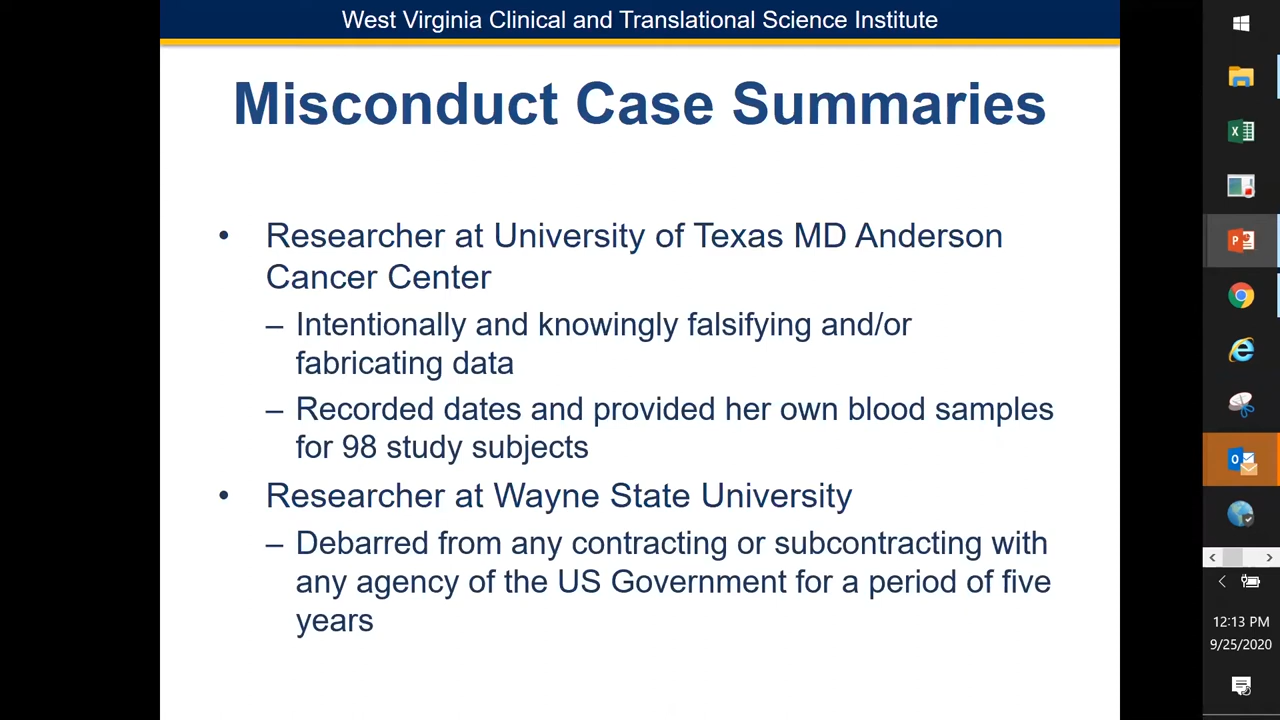 West Virginia Clinical and Translational Science Institute
Misconduct Case Summaries
• Researcher at University of Texas MD Anderson
Cancer Center
– Intentionally and knowingly falsifying and/or
fabricating data
– Recorded dates and provided her own blood samples
for 98 study subjects
• Researcher at Wayne State University
– Debarred from any contracting or subcontracting with
any agency of the US Government for a period of five
years
12:13 PM
9/25/2020